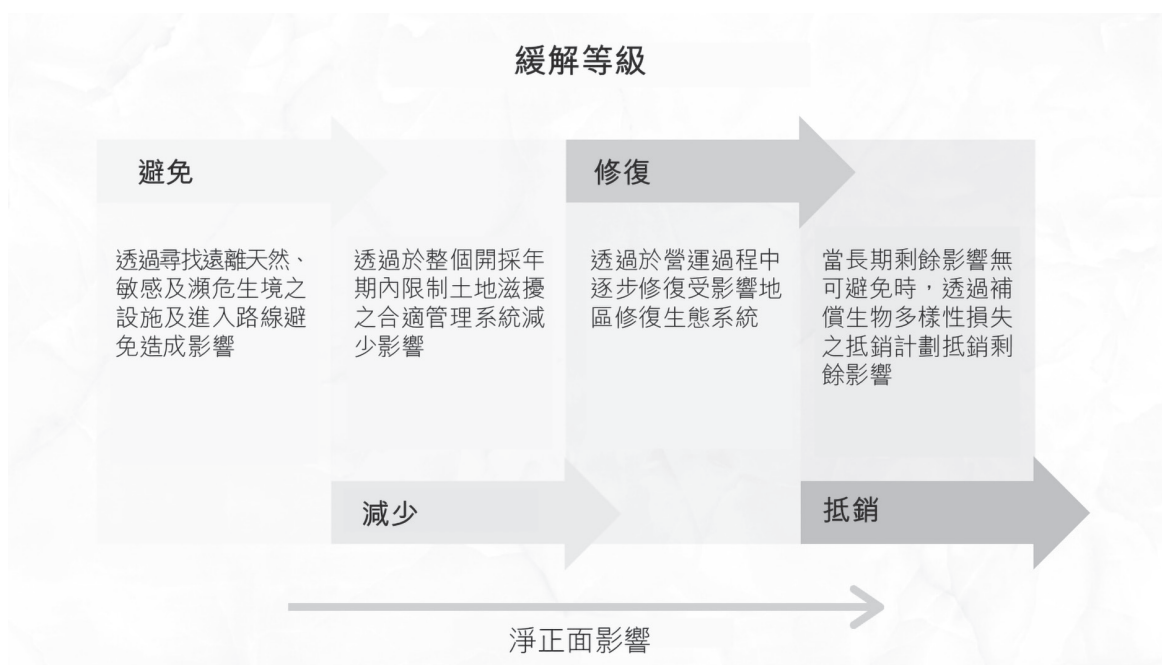 緩解等級
避免
透過尋找遠離天然、
敏感及瀕危生境之
設施及進入路線避
免造成影響
減少
透過於整個開採年
期內限制土地滋擾
之合適管理系統減
少影響
修復
透過於營運過程中
逐步修復受影響地
區修復生態系統
抵銷
當長期剩餘影響無
可避免時，透過補
償生物多樣性損失
之抵銷計劃抵銷剩
餘影響
淨正面影響